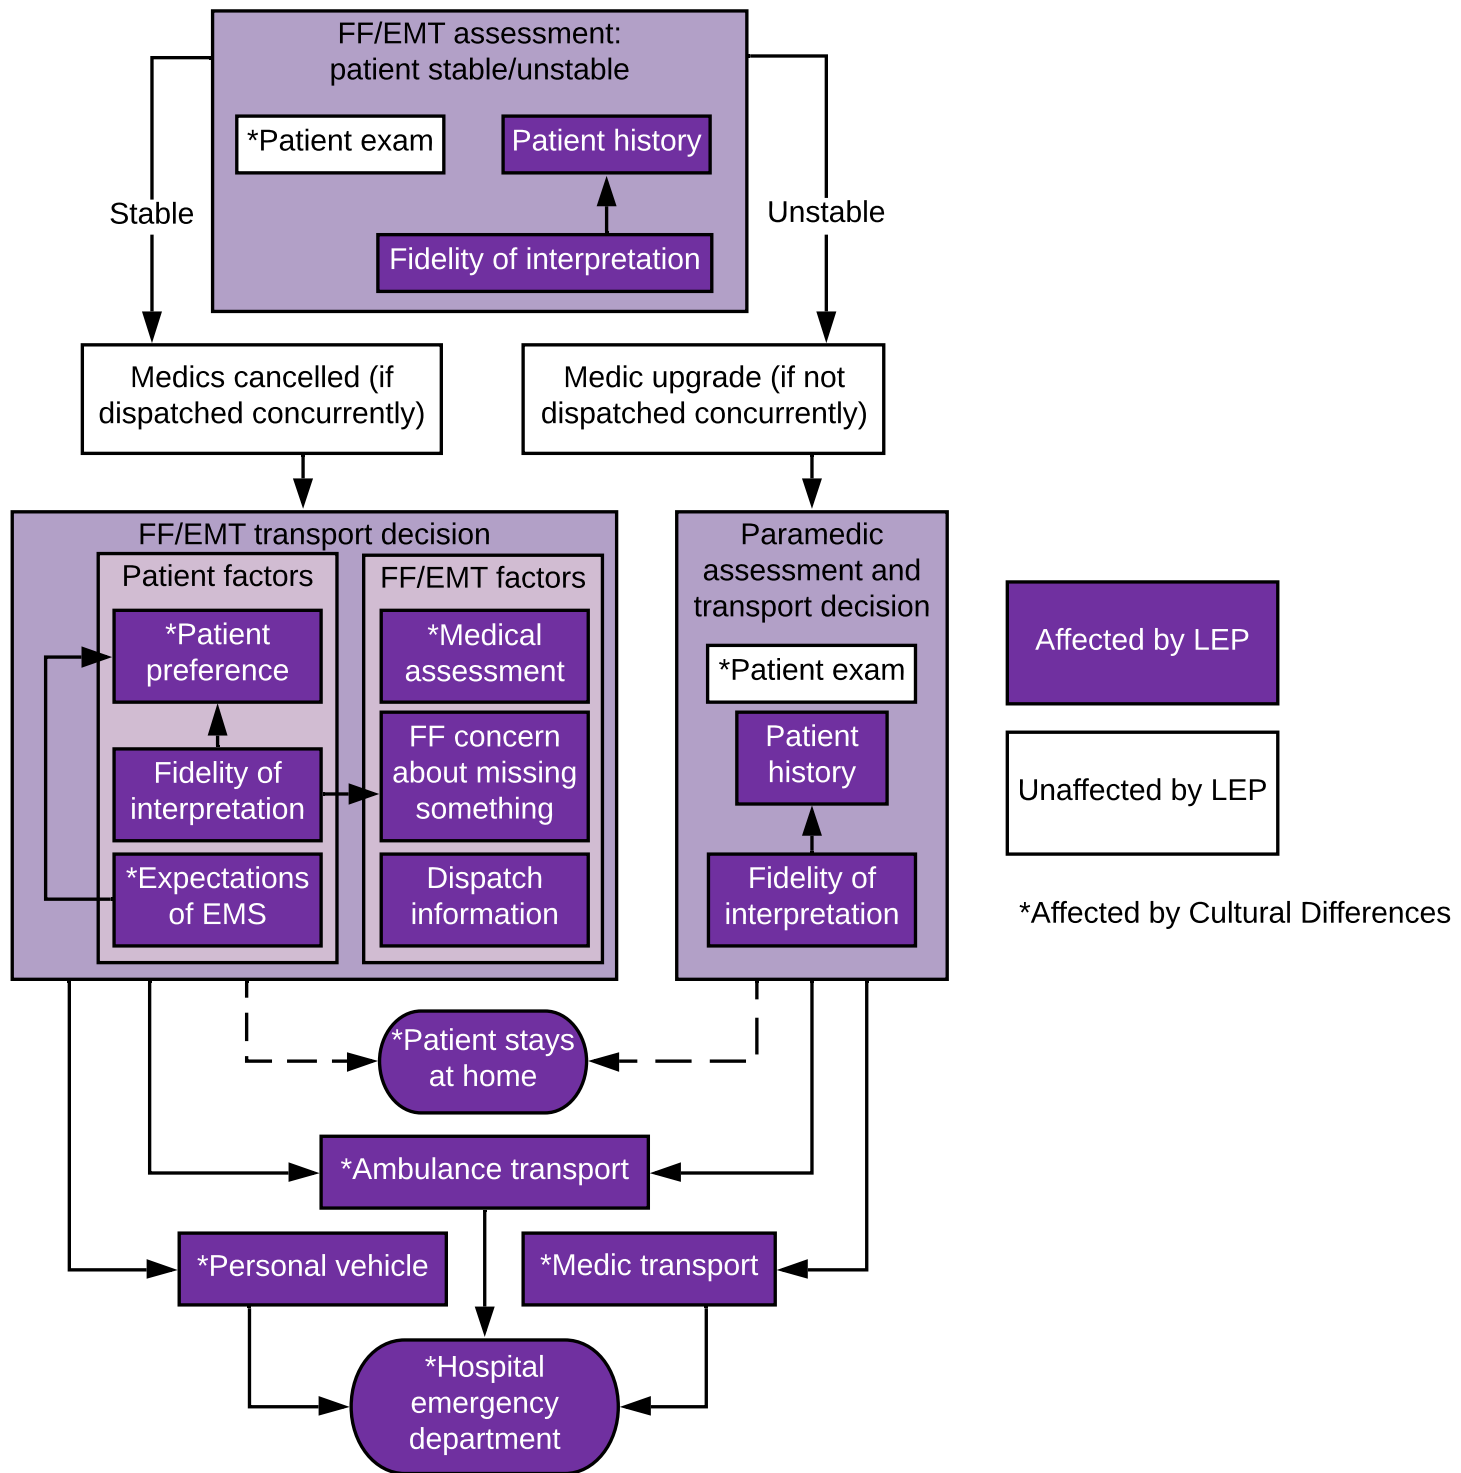 FF/EMT assessment:
patient stable/unstable
*Patient exam
Patient history
Fidelity of interpretation
Stable
Unstable
Medics cancelled (if
dispatched concurrently)
Medic upgrade (if not
dispatched concurrently)
FF/EMT transport decision
Patient factors
*Patient
preference
Fidelity of
interpretation
*Expectations
of EMS
FF/EMT factors
*Medical
assessment
FF concern
about missing
something
Dispatch
information
Paramedic
assessment and
transport decision
*Patient exam
Patient
history
Fidelity of
interpretation
Affected by LEP
Unaffected by LEP
*Affected by Cultural Differences
*Patient stays
at home
*Ambulance transport
*Personal vehicle
*Medic transport
*Hospital
emergency
department